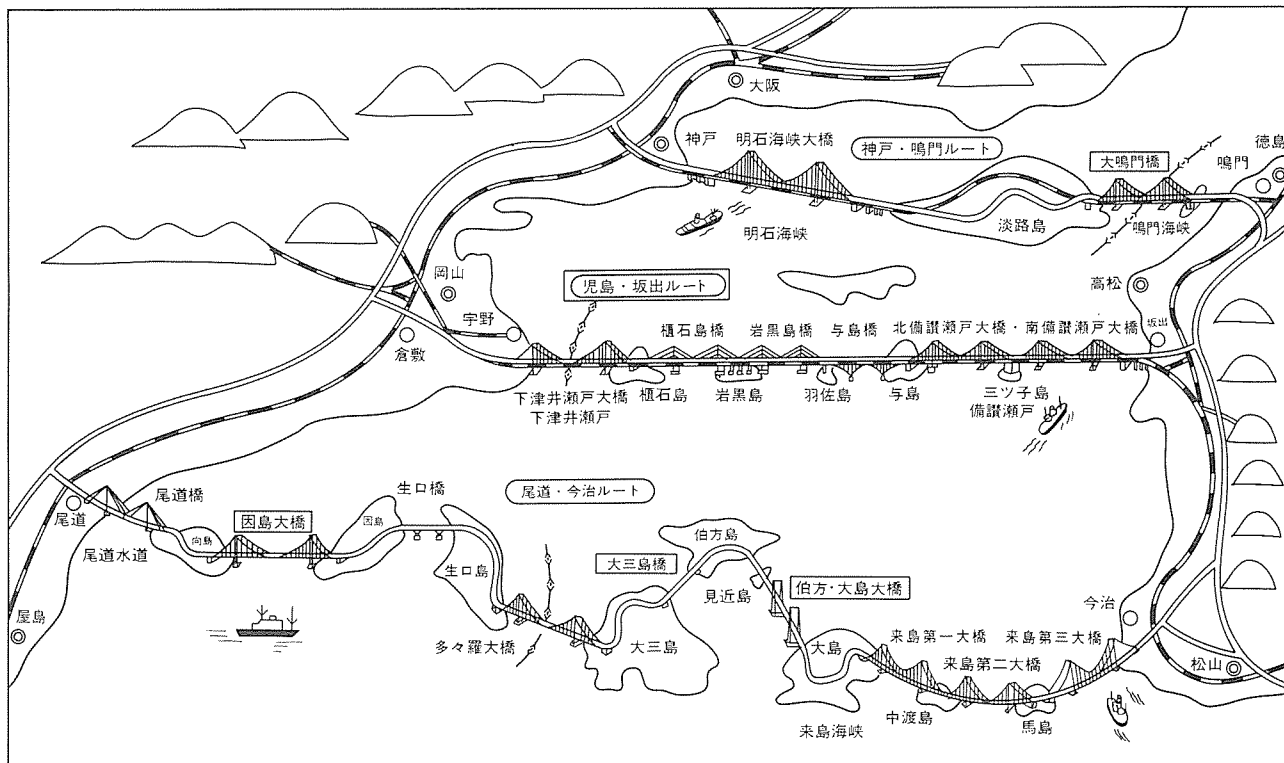 大阪
神戸
明石海峡大橋
神戸・鳴門ルート
大鳴門橋
鳴門
徳島
明石海峡
淡路島
鳴門海峡
岡山
児島・坂出ルート
高松
宇野
倉敷
櫃石島橋
岩黒島橋
与島橋
北備讃瀬戸大橋・南備讃瀬戸大橋
坂出
下津井瀬戸大橋
下津井瀬戸
櫃石島
岩黒島
羽佐島
与島
三ツ子島
備讃瀬戸
尾道
尾道橋
尾道水道
向島
因島大橋
因島
生口橋
尾道・今治ルート
生口島
大三島橋
伯方島
見近島
伯方・大島大橋
今治
屋島
多々羅大橋
大三島
大島
来島第一大橋
来島第三大橋
来島第二大橋
松山
来島海峡
中渡島
馬島